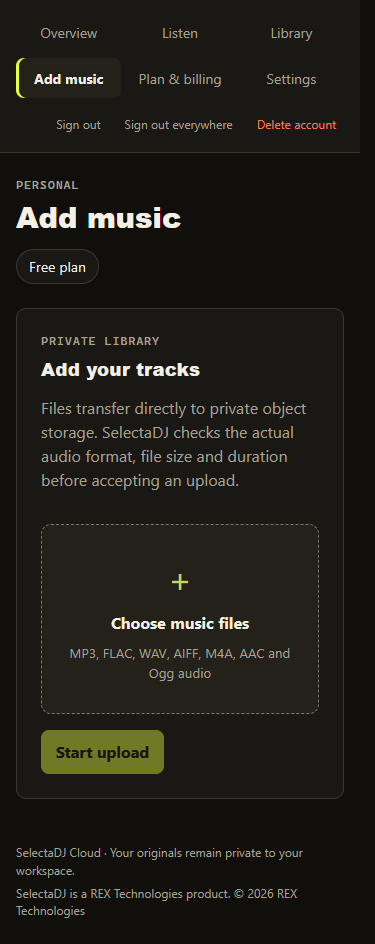 Overview Listen Library
Add music Plan & billing Settings
Sign out Sign out everywhere Delete account
PERSONAL
Add music
Free plan
PRIVATE LIBRARY
Add your tracks
Files transfer directly to private object
storage. SelectaDJ checks the actual
audio format, file size and duration
before accepting an upload.
+
Choose music files
MP3, FLAC, WAV, AIFF, M4A, AAC and
Ogg audio
Start upload
SelectaDJ Cloud · Your originals remain private to your
workspace.
SelectaDJ is a REX Technologies product. © 2026 REX
Technologies